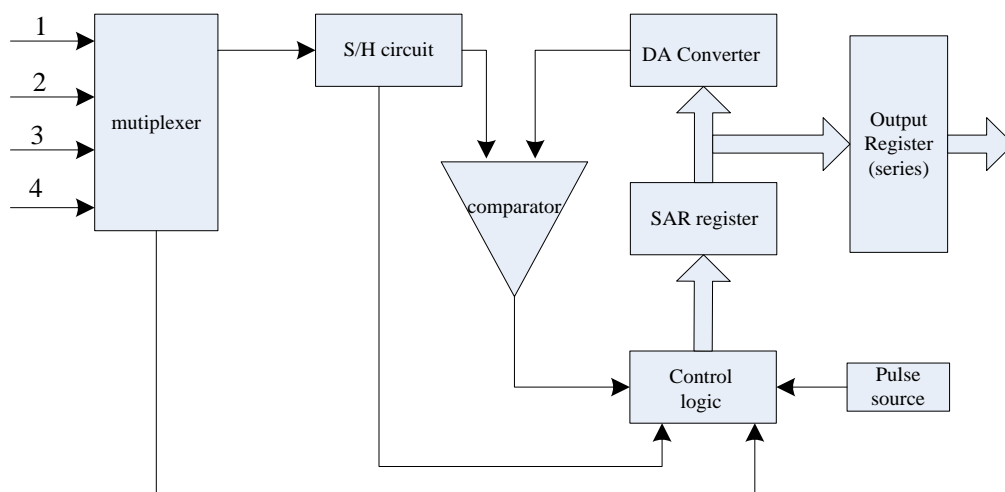 1
2
3
4
mutiplexer
S/H circuit
comparator
DA Converter
SAR register
Output
Register
(series)
Control
logic
Pulse
source